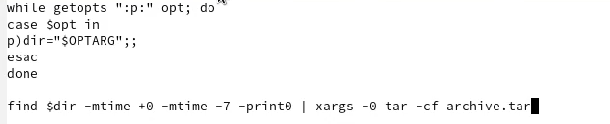 while getopts ":p:" opt; do
case $opt in
p)dir="$OPTARG";;
esac
done
find $dir -mtime +0 -mtime -7 -print0 | xargs -0 tar -cf archive.tar